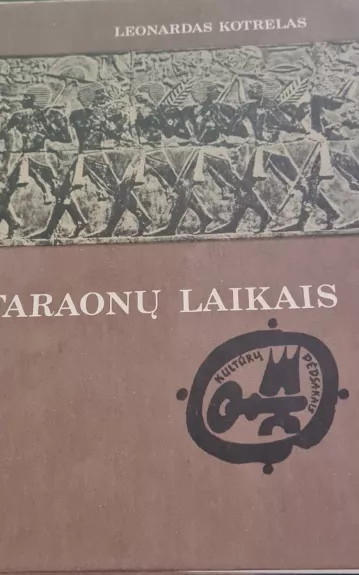 LEONARDAS KOTRELAS
FARAONŲ LAIKAIS
KULTŪRŲ PĖDSAKAIS